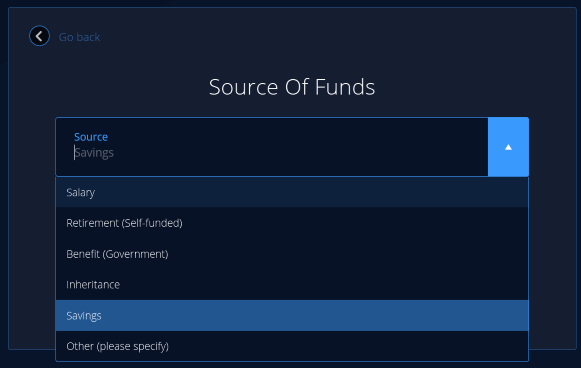 Go back
Source Of Funds
Source
Savings
Salary
Retirement (Self-funded)
Benefit (Government)
Inheritance
Savings
Other (please specify)